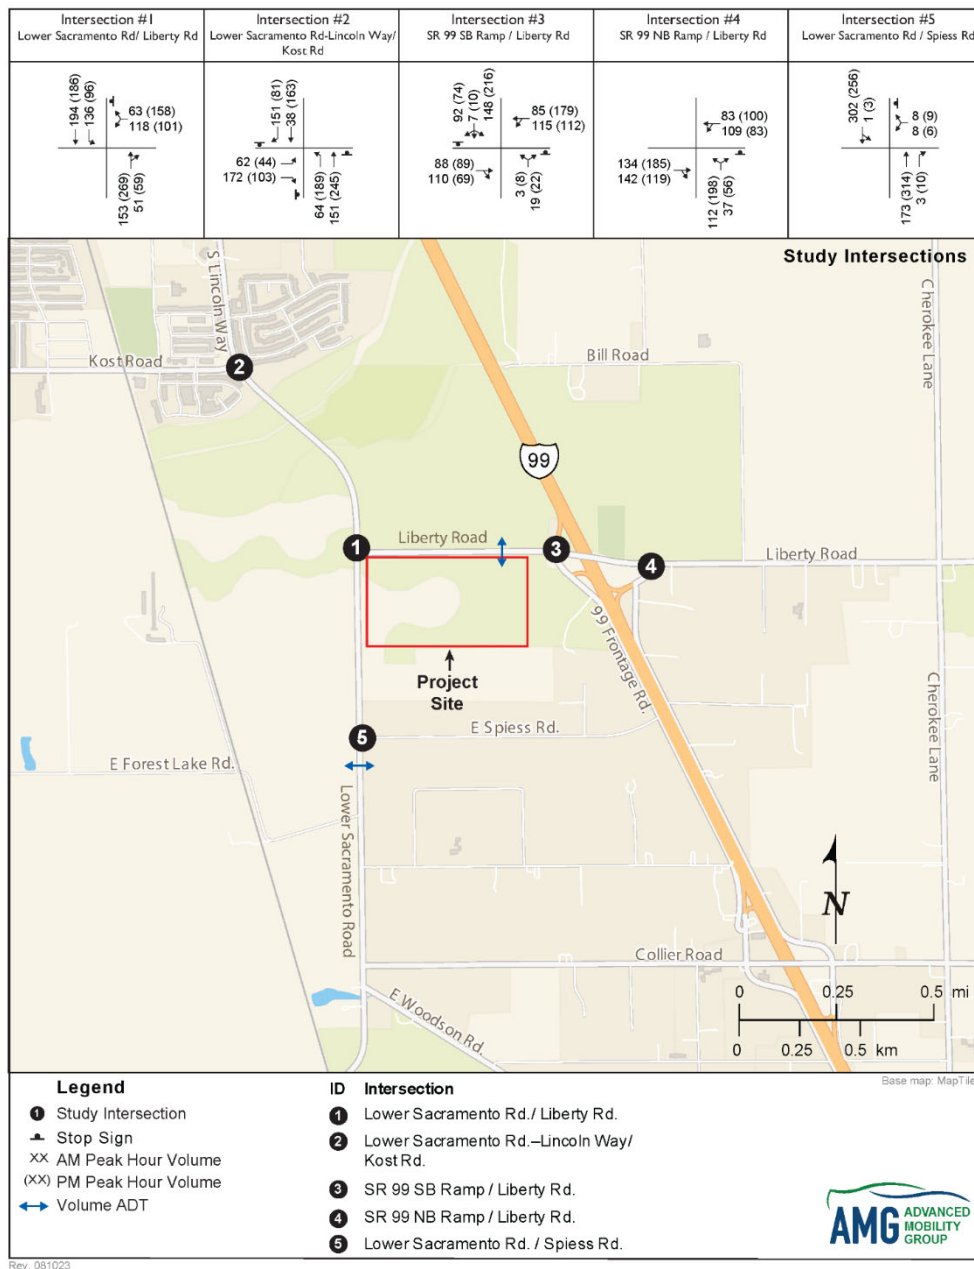 Intersection #1
Lower Sacramento Rd/ Liberty Rd
194 (186)
136 (96)
63 (158)
118 (101)
153 (269)
51 (59)
Intersection #2
Lower Sacramento Rd-Lincoln Way/
Kost Rd
151 (81)
38 (163)
62 (44)
172 (103)
64 (189)
151 (245)
Intersection #3
SR 99 SB Ramp / Liberty Rd
92 (74)
7 (10)
148 (216)
85 (179)
115 (112)
88 (89)
110 (69)
3 (8)
19 (22)
Intersection #4
SR 99 NB Ramp / Liberty Rd
83 (100)
109 (83)
134 (185)
142 (119)
112 (198)
37 (56)
Intersection #5
Lower Sacramento Rd / Spiess Rd
302 (256)
1 (3)
8 (9)
8 (6)
173 (314)
3 (10)
Study Intersections
S Lincoln Way
Kost Road
2
Bill Road
Cherokee Lane
99
1
Liberty Road
3
4
Liberty Road
99 Frontage Rd.
Project
Site
Cherokee Lane
5
E Spiess Rd.
E Forest Lake Rd.
Lower Sacramento Road
N
Collier Road
E Woodson Rd.
0 0.25 0.5 mi
0 0.25 0.5 km
Base map: MapTile
Legend
1 Study Intersection
Stop Sign
XX AM Peak Hour Volume
(XX) PM Peak Hour Volume
Volume ADT
ID Intersection
1 Lower Sacramento Rd./ Liberty Rd.
2 Lower Sacramento Rd.–Lincoln Way/
Kost Rd.
3 SR 99 SB Ramp / Liberty Rd.
4 SR 99 NB Ramp / Liberty Rd.
5 Lower Sacramento Rd. / Spiess Rd.
AMG ADVANCED
MOBILITY
GROUP
Rev. 081023